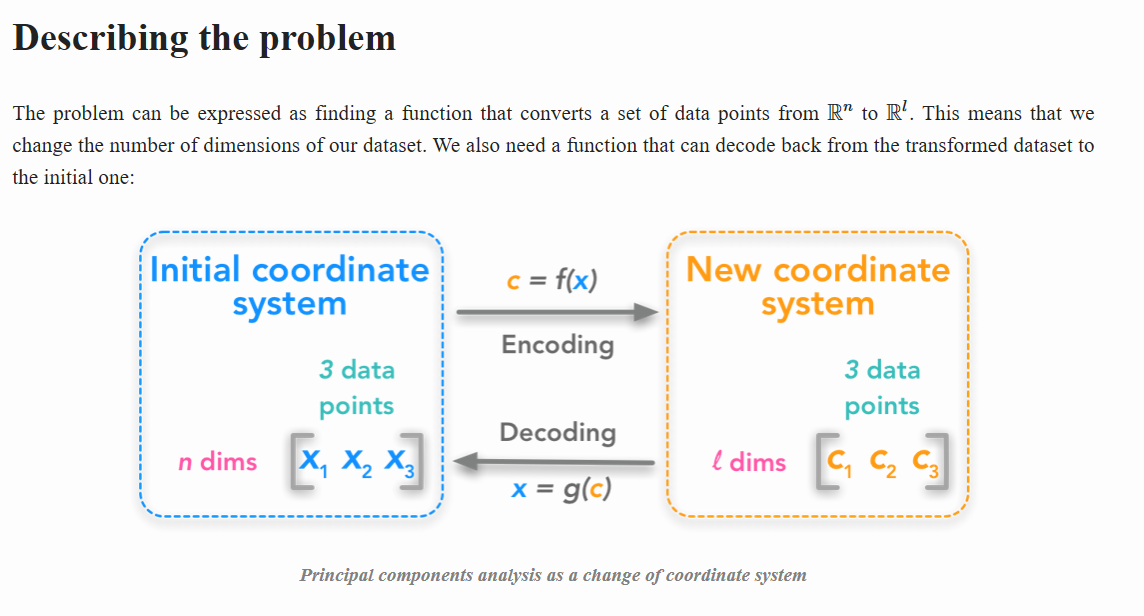 Describing the problem
The problem can be expressed as finding a function that converts a set of data points from ℝⁿ to ℝˡ. This means that we
change the number of dimensions of our dataset. We also need a function that can decode back from the transformed dataset to
the initial one:
Initial coordinate
system
3 data
points
n dims [x₁ x₂ x₃]
c = f(x)
Encoding
Decoding
x = g(c)
New coordinate
system
3 data
points
ℓ dims [c₁ c₂ c₃]
Principal components analysis as a change of coordinate system